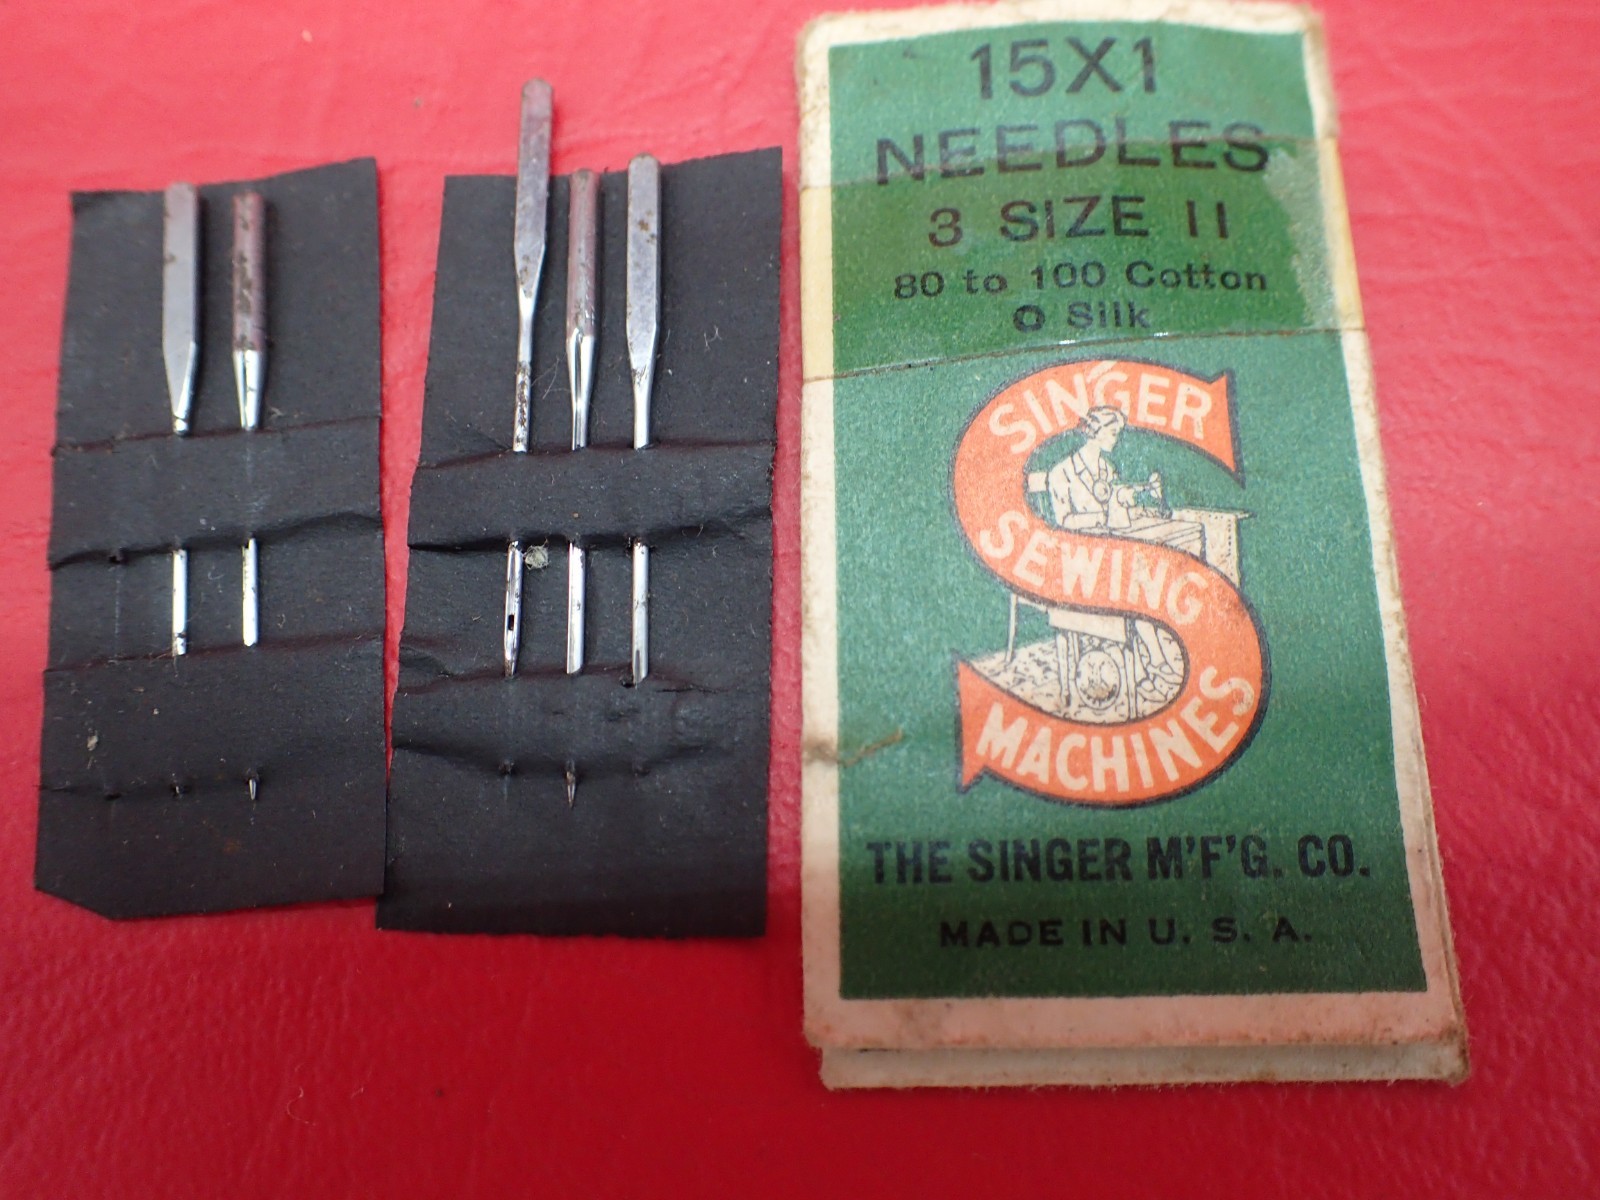 15X1
NEEDLES
3 SIZE 11
80 to 100 Cotton
O Silk
SINGER
SEWING
MACHINES
THE SINGER M'F'G. CO.
MADE IN U. S. A.